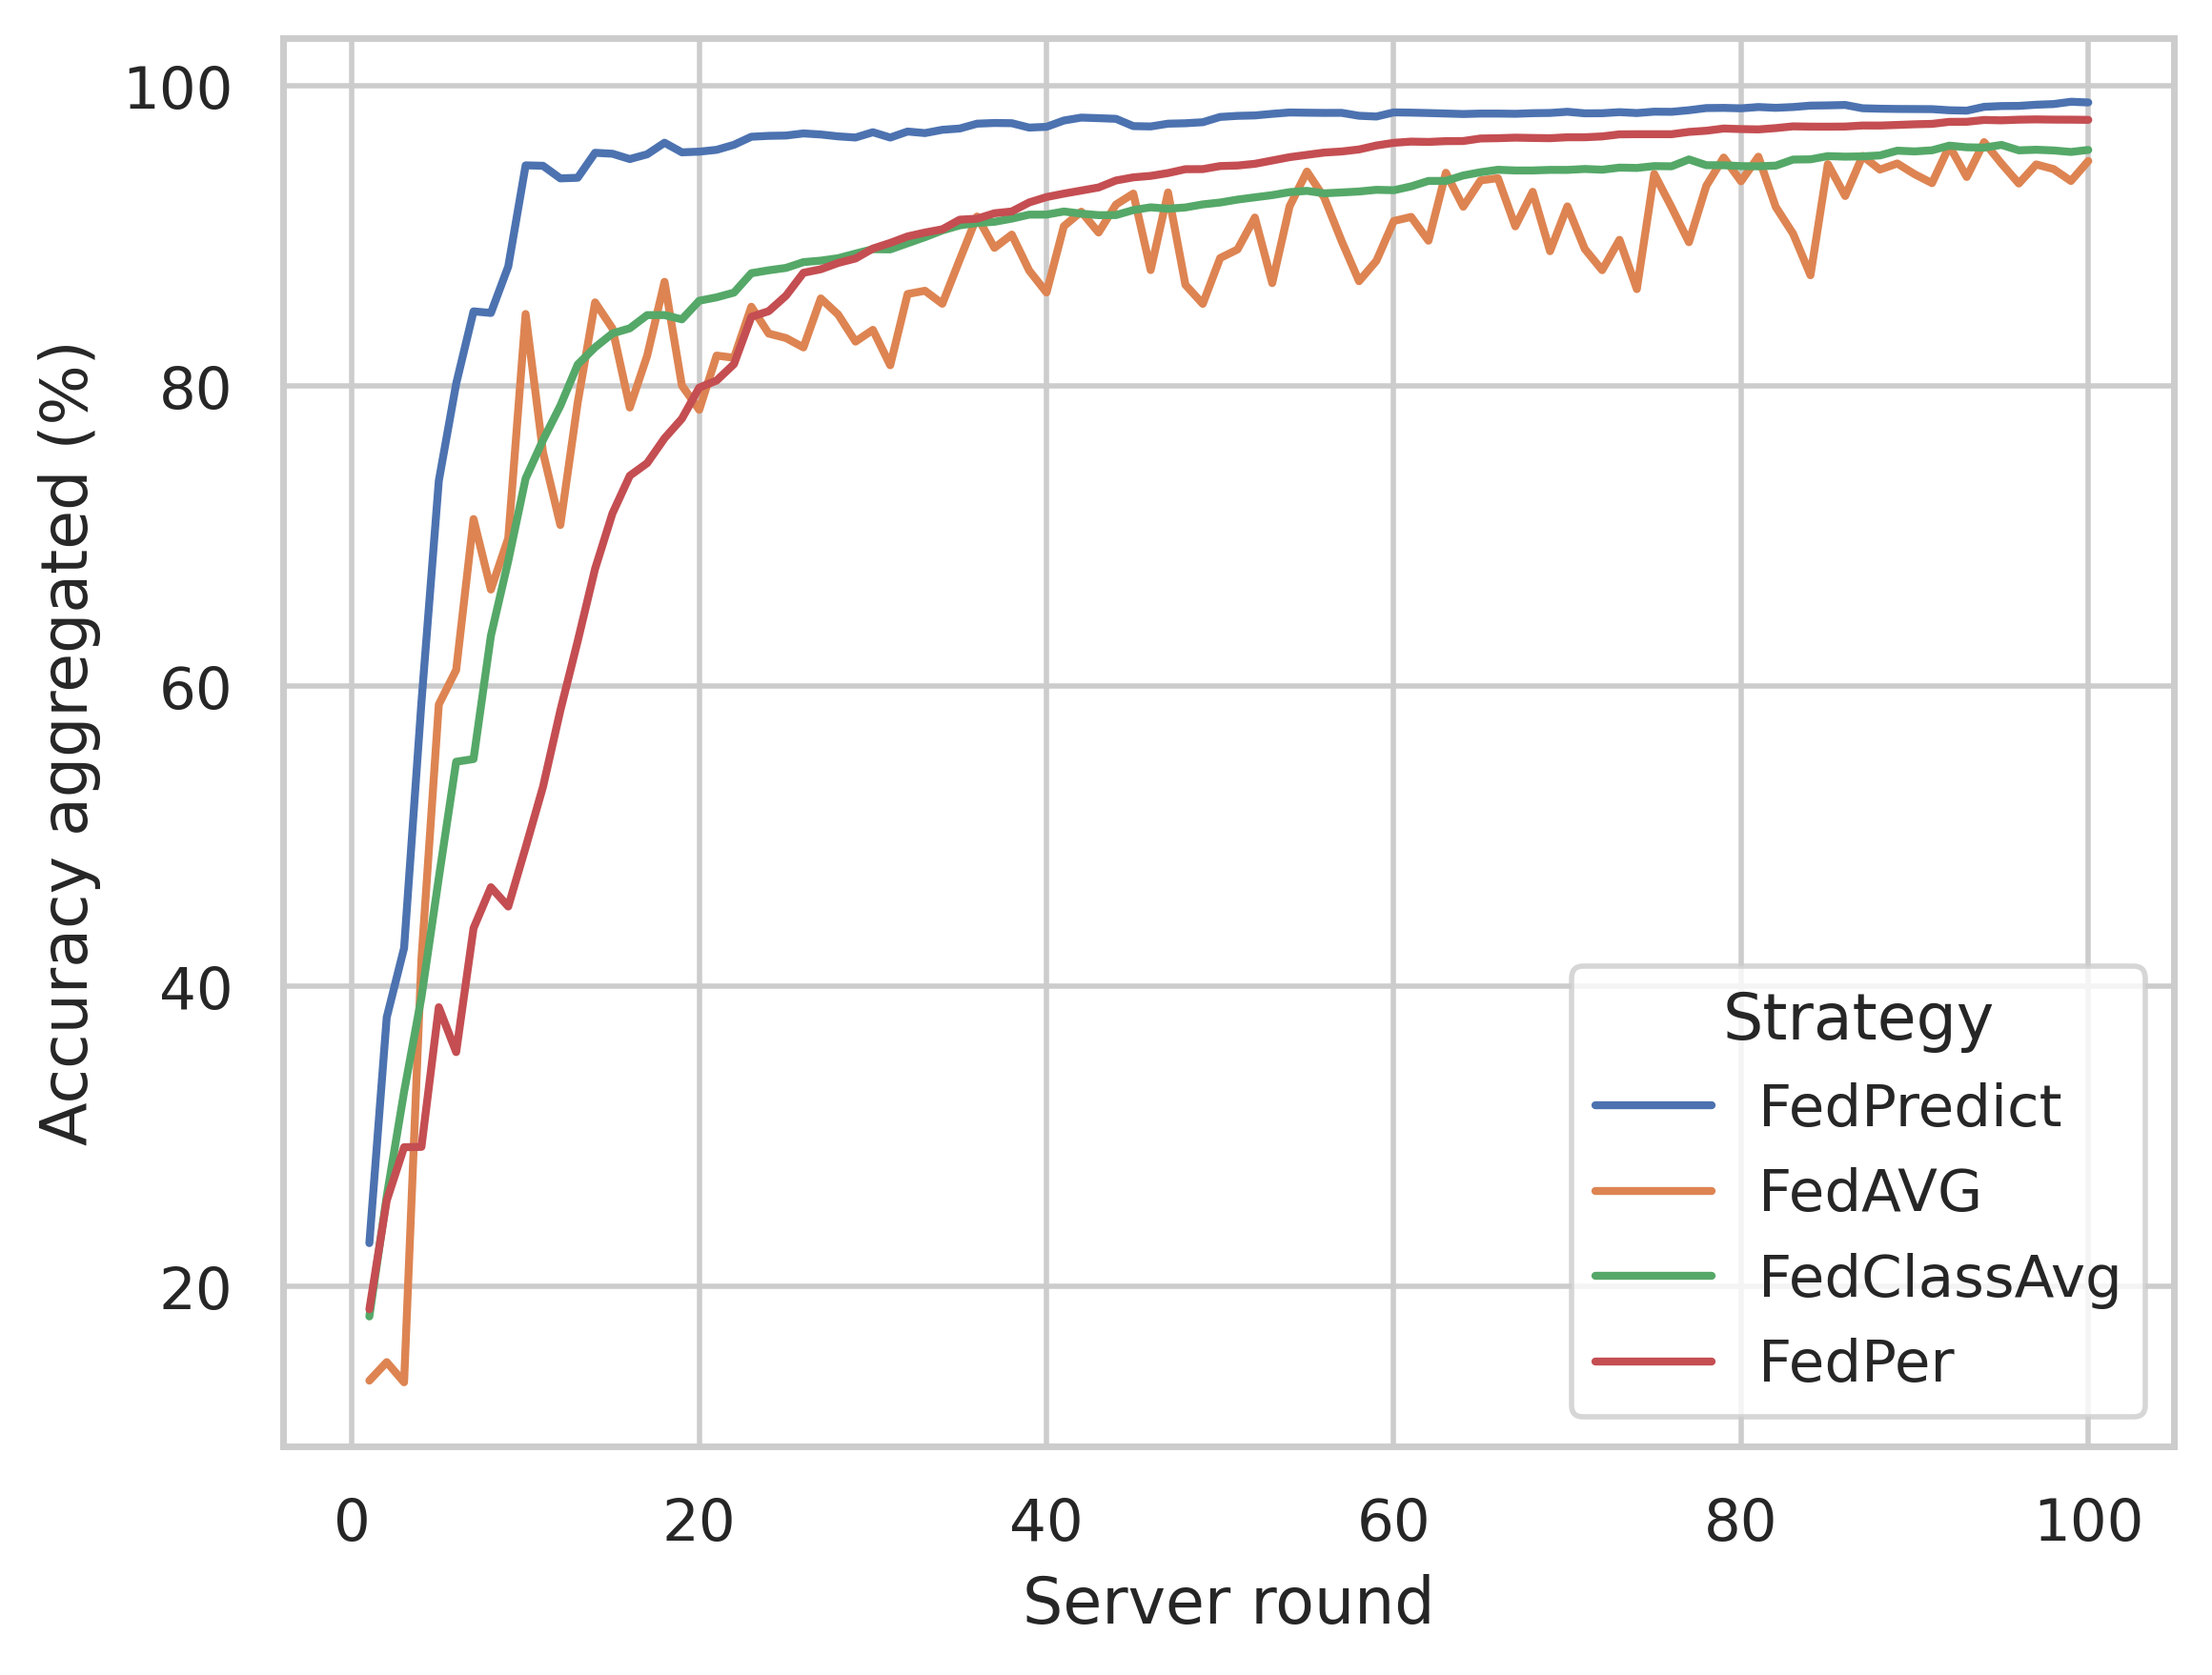 Accuracy aggregated (%)
100
80
60
40
20
Strategy
FedPredict
FedAVG
FedClassAvg
FedPer
0 20 40 60 80 100
Server round